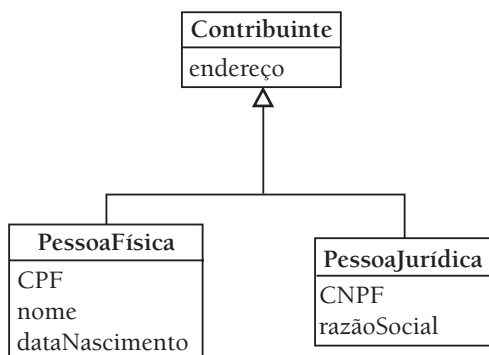 Contribuinte
endereço
PessoaFísica
CPF
nome
dataNascimento
PessoaJurídica
CNPF
razãoSocial